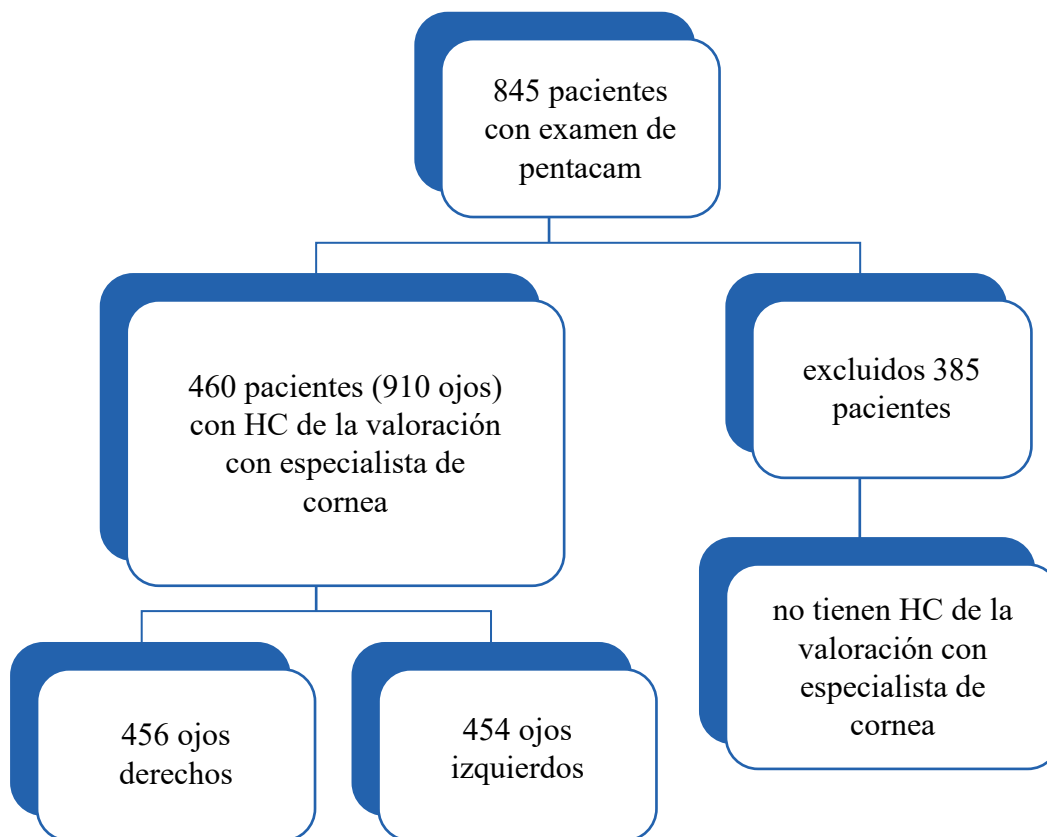 845 pacientes
con examen de
pentacam
460 pacientes (910 ojos)
con HC de la valoración
con especialista de
cornea
excluidos 385
pacientes
no tienen HC de la
valoración con
especialista de
cornea
456 ojos
derechos
454 ojos
izquierdos